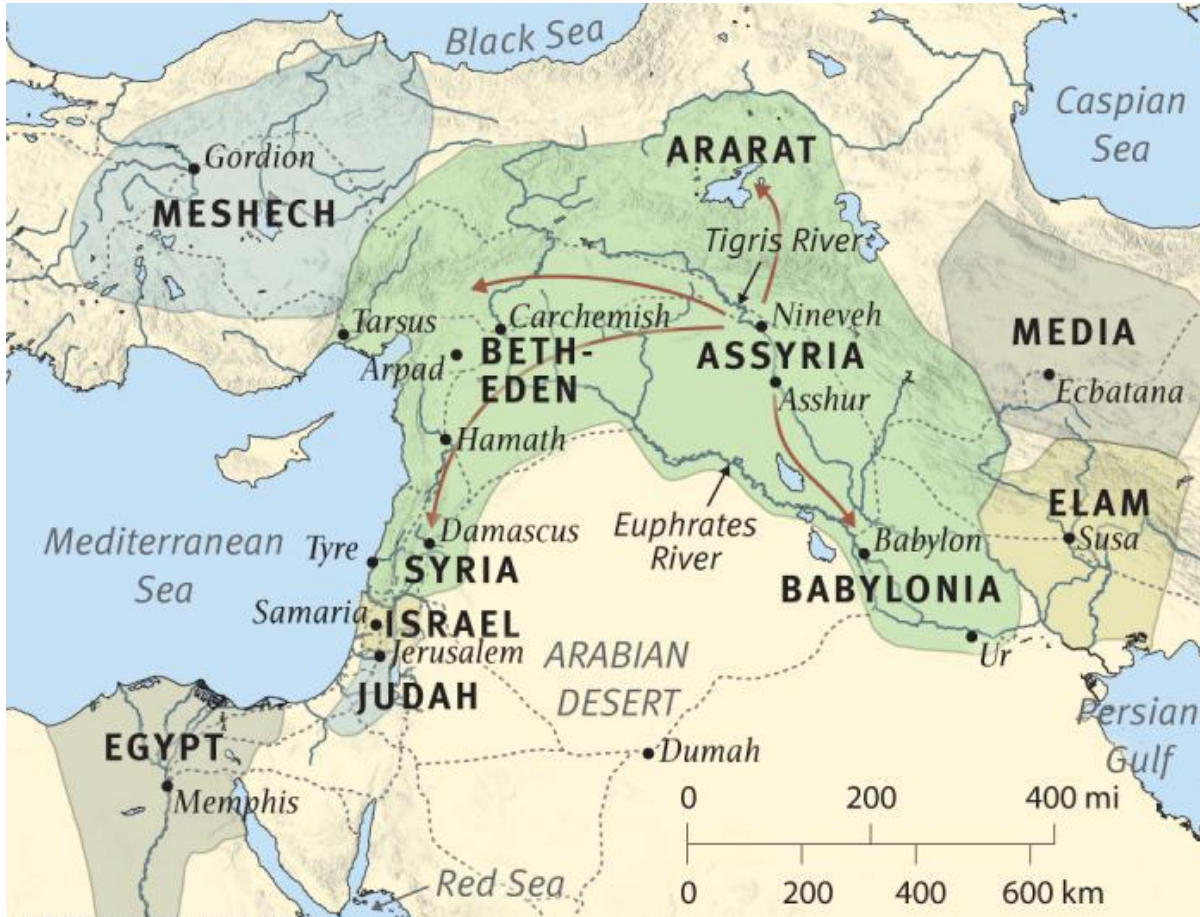 Black Sea
Caspian
Sea
ARARAT
Gordion
MESHECH
Tigris River
Tarsus
Carchemish
Nineveh
MEDIA
Arpad
BETH-
EDEN
ASSYRIA
Ecbatana
Asshur
Hamath
ELAM
Mediterranean
Sea
Tyre
Damascus
Euphrates
River
Babylon
Susa
SYRIA
BABYLONIA
Samaria
ISRAEL
Jerusalem
ARABIAN
DESERT
Ur
JUDAH
Persian
Gulf
EGYPT
Dumah
Memphis
0 200 400 mi
0 200 400 600 km
Red Sea